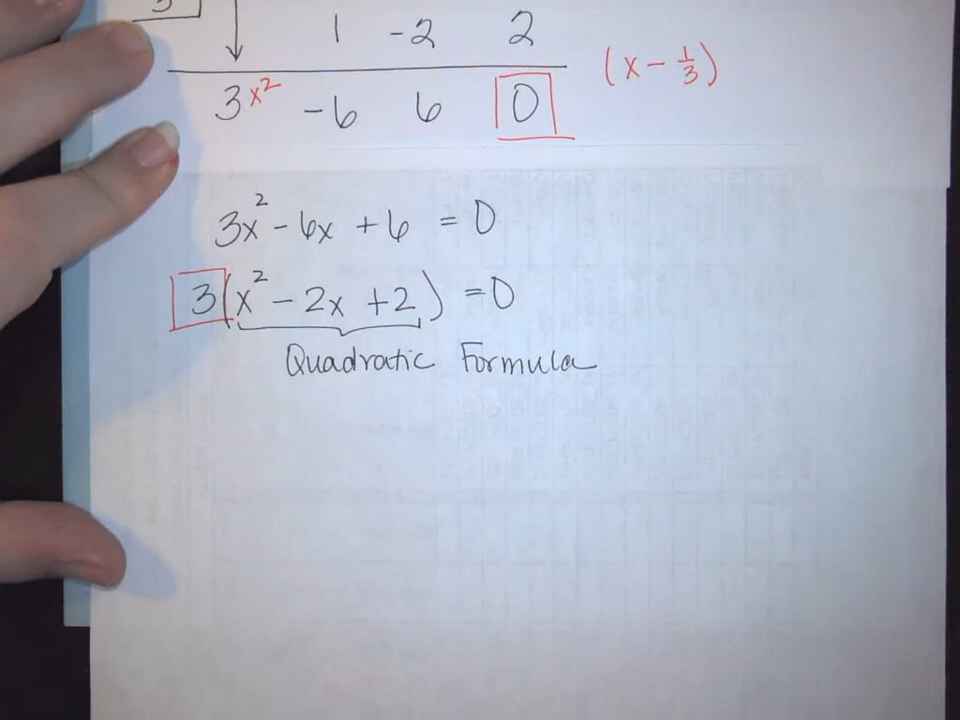 1 -2 2
3x² -6 6 0 (x - 1/3)
3x² - 6x + 6 = 0
3(x² - 2x + 2) = 0
Quadratic Formula